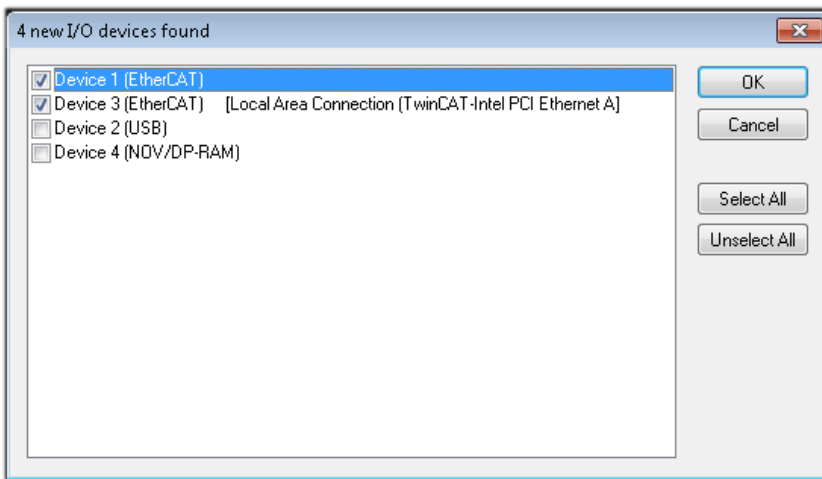 4 new I/O devices found
Device 1 (EtherCAT)
Device 3 (EtherCAT) [Local Area Connection (TwinCAT-Intel PCI Ethernet A]
Device 2 (USB)
Device 4 (NOV/DP-RAM)
OK
Cancel
Select All
Unselect All